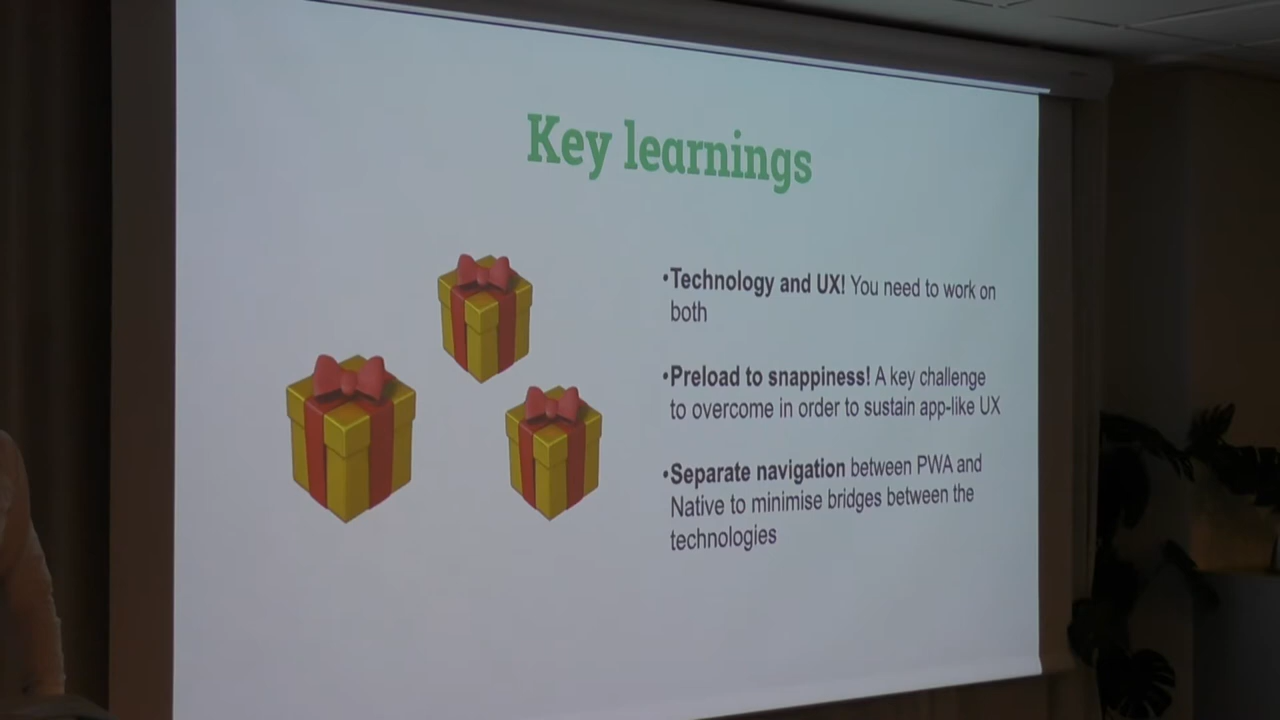 Key learnings
•Technology and UX! You need to work on
both
•Preload to snappiness! A key challenge
to overcome in order to sustain app-like UX
•Separate navigation between PWA and
Native to minimise bridges between the
technologies